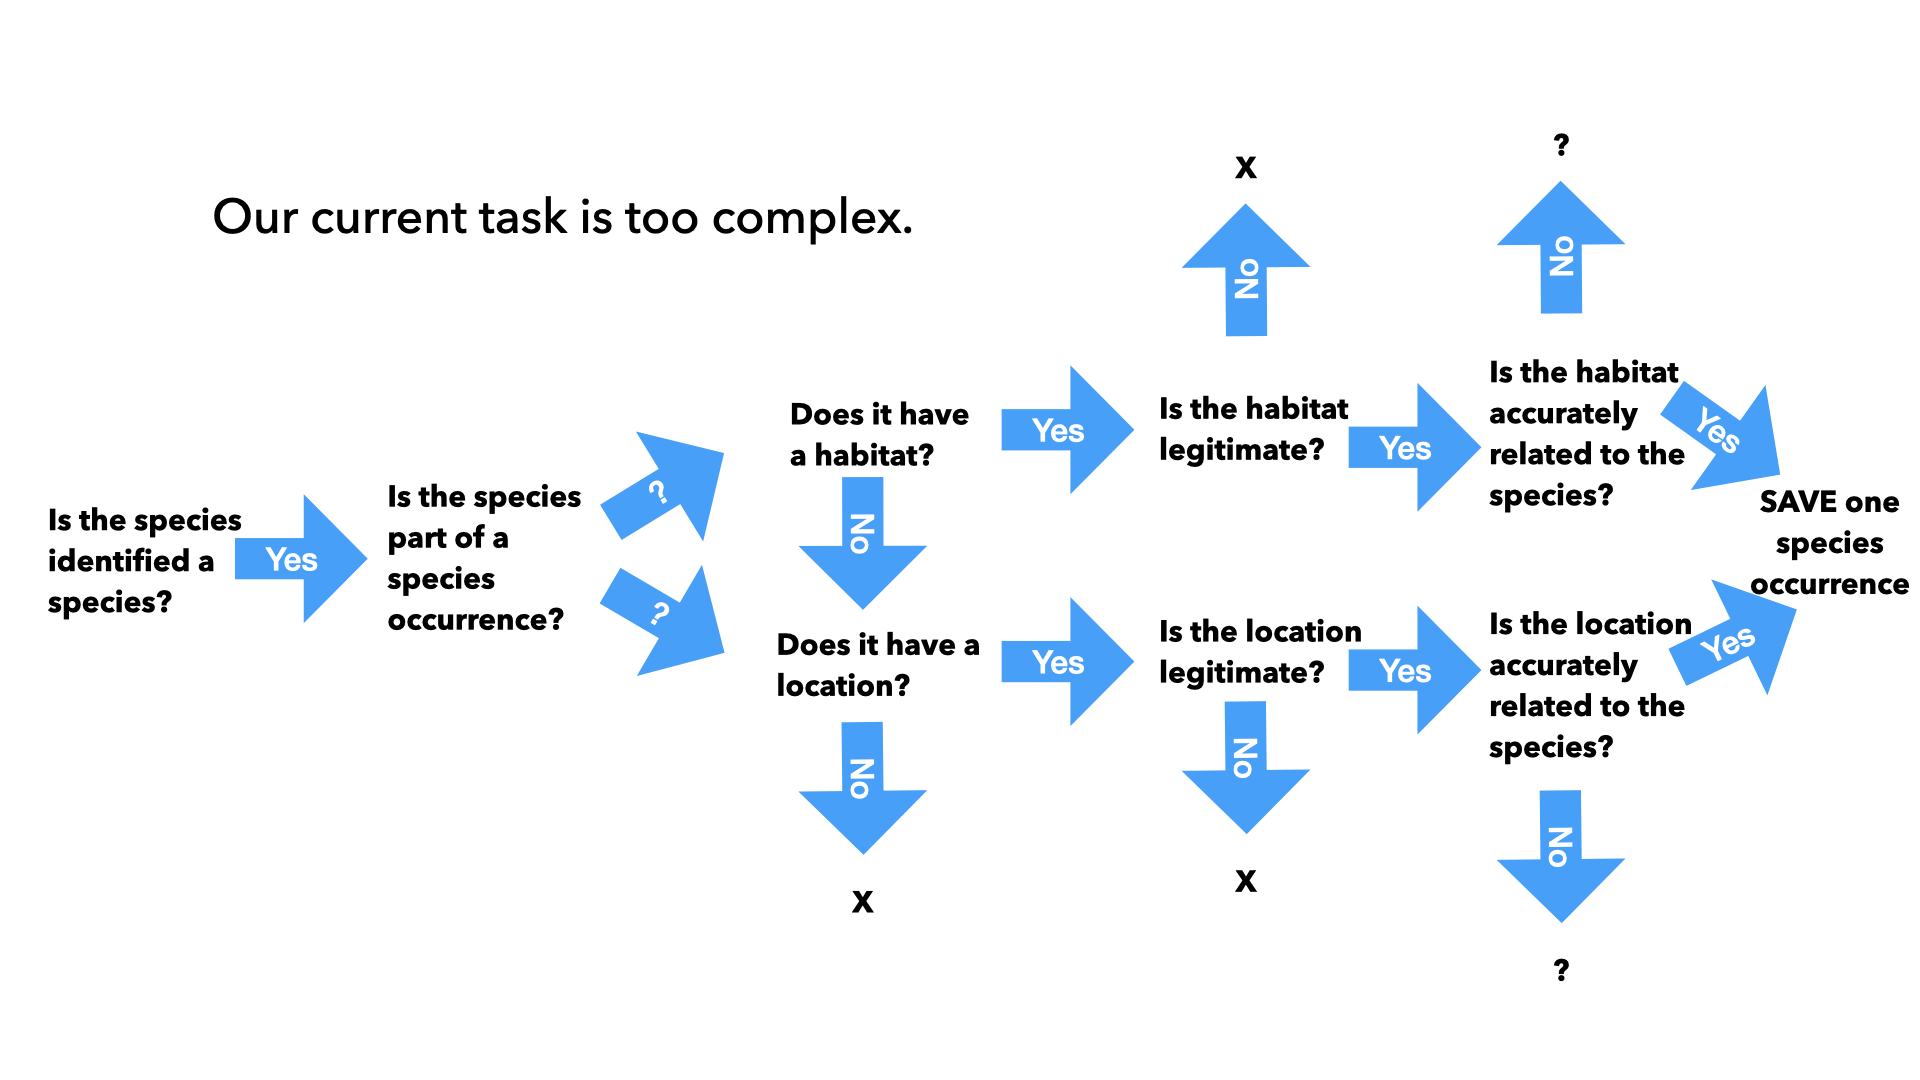 Our current task is too complex.
Is the species
identified a
species?
Yes
Is the species
part of a
species
occurrence?
?
?
Does it have
a habitat?
No
Does it have a
location?
No
X
Yes
Is the habitat
legitimate?
No
X
Yes
Is the habitat
accurately
related to the
species?
No
?
Yes
Yes
Is the location
legitimate?
No
X
Yes
Is the location
accurately
related to the
species?
No
?
Yes
SAVE one
species
occurrence